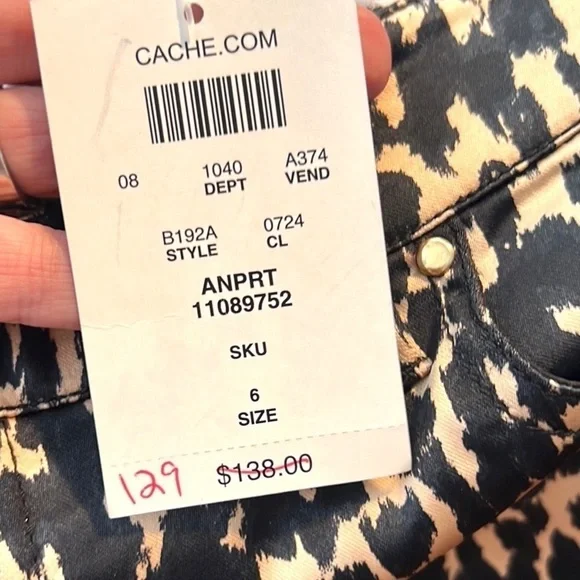 CACHE.COM
08 1040 A374
DEPT VEND
B192A 0724
STYLE CL
ANPRT
11089752
SKU
6
SIZE
129 $138.00